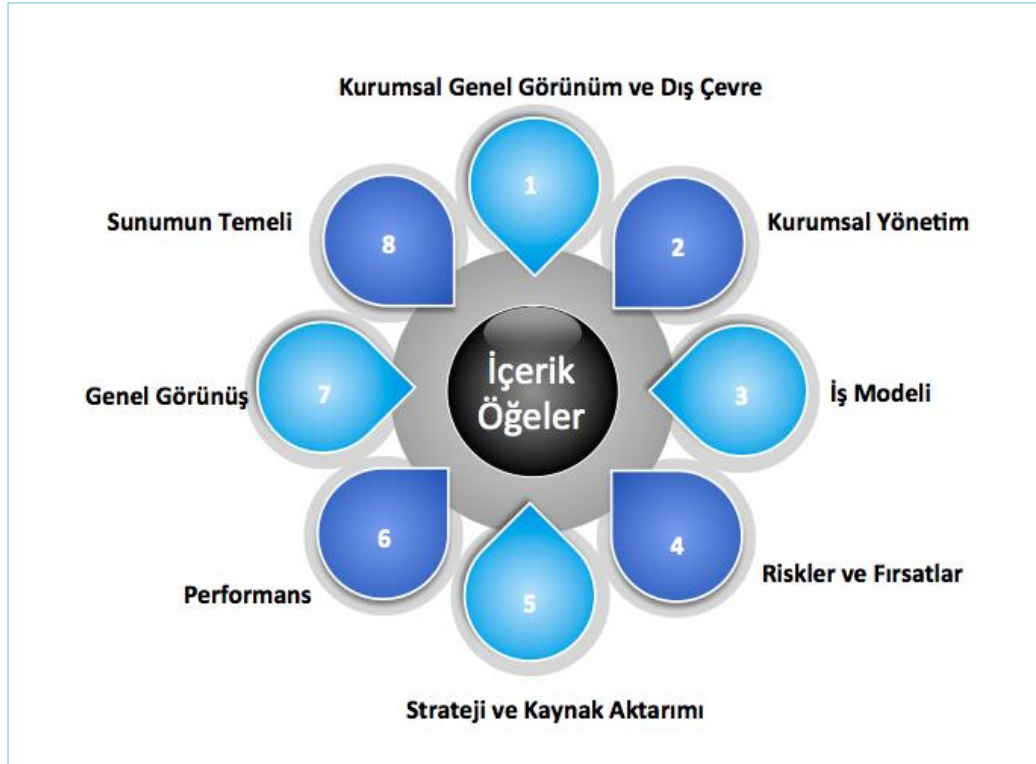 Kurumsal Genel Görünüm ve Dış Çevre
1
2
Kurumsal Yönetim
3
İş Modeli
4
Riskler ve Fırsatlar
5
Strateji ve Kaynak Aktarımı
6
Performans
7
Genel Görünüş
8
Sunumun Temeli
İçerik
Öğeler